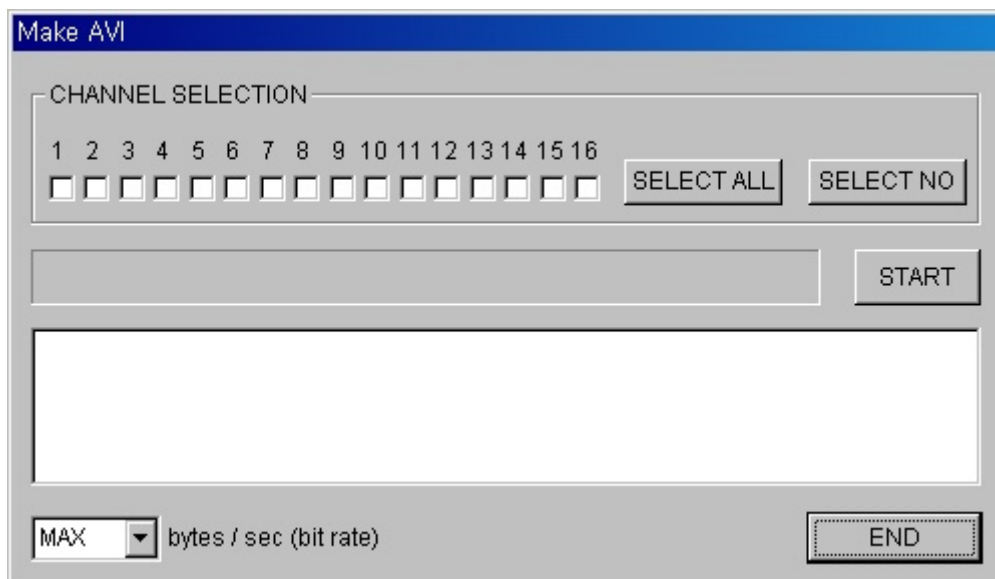 Make AVI
CHANNEL SELECTION
1 2 3 4 5 6 7 8 9 10 11 12 13 14 15 16
SELECT ALL SELECT NO
START
MAX bytes / sec (bit rate) END